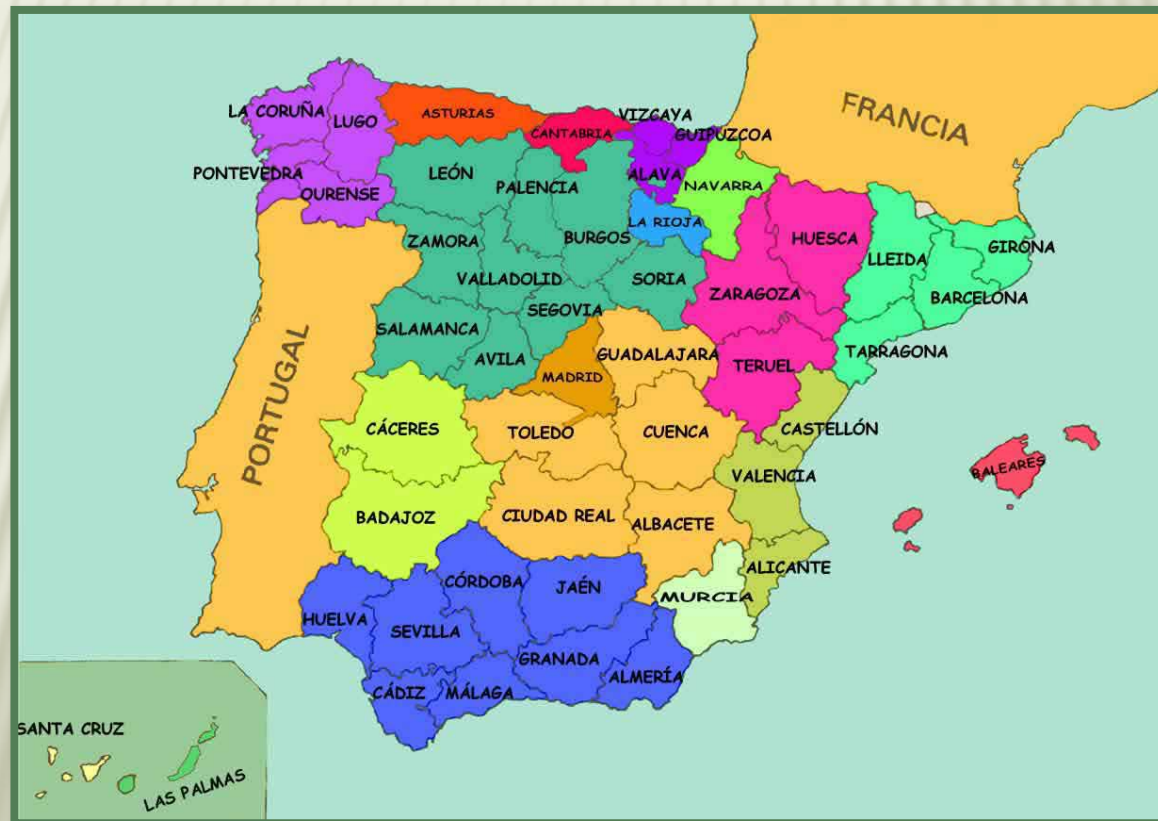 FRANCIA
LA CORUÑA
LUGO
ASTURIAS
CANTABRIA
VIZCAYA
GUIPUZCOA
PONTEVEDRA
OURENSE
LEÓN
PALENCIA
ALAVA
NAVARRA
BURGOS
LA RIOJA
HUESCA
LLEIDA
GIRONA
ZAMORA
VALLADOLID
SORIA
ZARAGOZA
BARCELONA
SALAMANCA
SEGOVIA
AVILA
MADRID
GUADALAJARA
TERUEL
TARRAGONA
PORTUGAL
CÁCERES
TOLEDO
CUENCA
CASTELLÓN
VALENCIA
BALEARES
BADAJOZ
CIUDAD REAL
ALBACETE
ALICANTE
MURCIA
HUELVA
SEVILLA
CÓRDOBA
JAÉN
GRANADA
ALMERÍA
CÁDIZ
MÁLAGA
SANTA CRUZ
LAS PALMAS